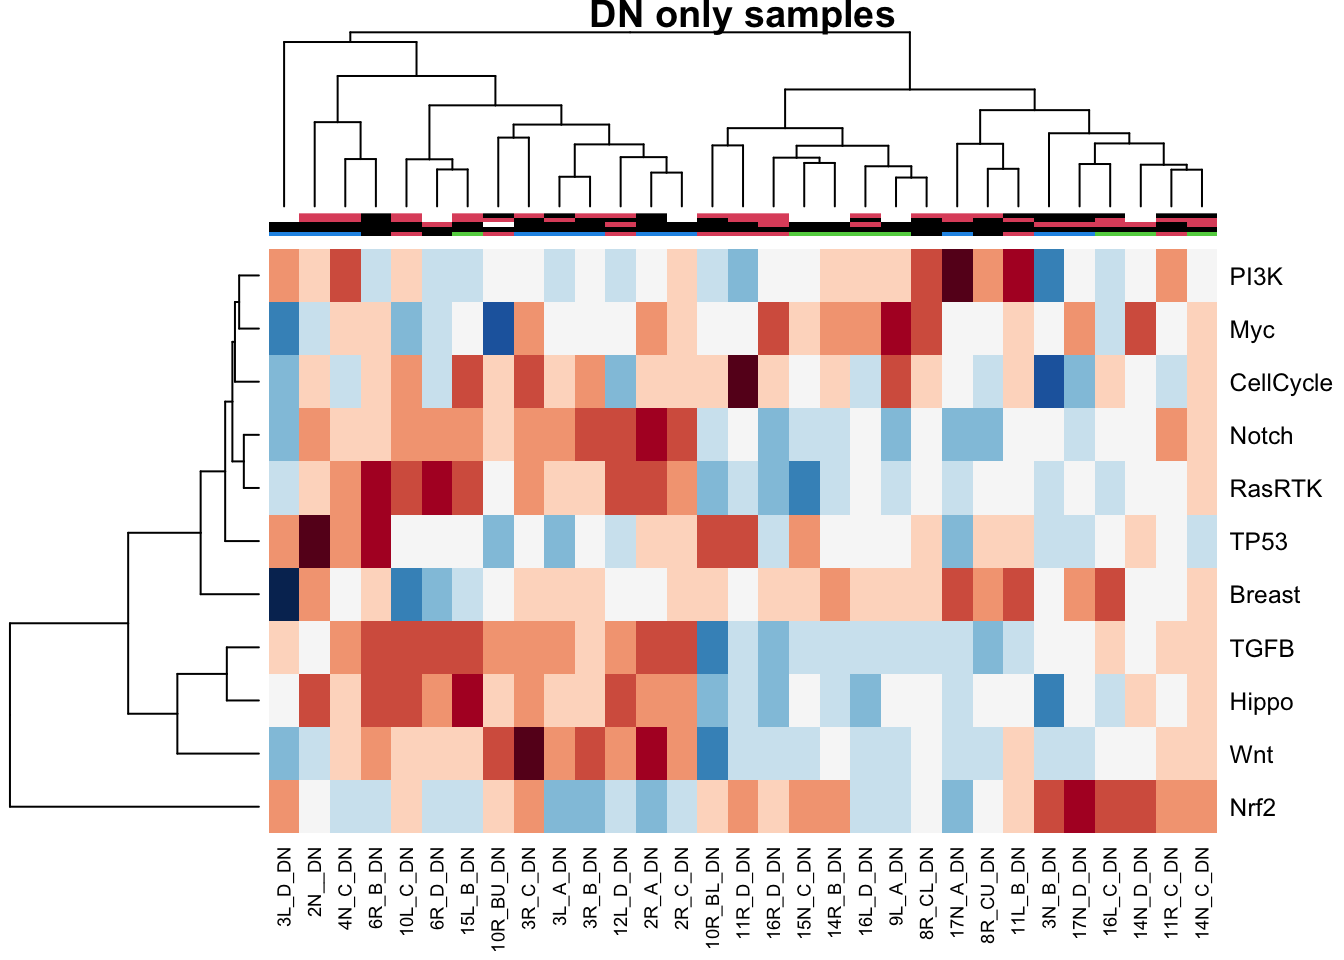 DN only samples
PI3K
Myc
CellCycle
Notch
RasRTK
TP53
Breast
TGFB
Hippo
Wnt
Nrf2
3L_D_DN
2N__DN
4N_C_DN
6R_B_DN
10L_C_DN
6R_D_DN
15L_B_DN
10R_BU_DN
3R_C_DN
3L_A_DN
3R_B_DN
12L_D_DN
2R_A_DN
2R_C_DN
10R_BL_DN
11R_D_DN
16R_D_DN
15N_C_DN
14R_B_DN
16L_D_DN
9L_A_DN
8R_CL_DN
17N_A_DN
8R_CU_DN
11L_B_DN
3N_B_DN
17N_D_DN
16L_C_DN
14N_D_DN
11R_C_DN
14N_C_DN